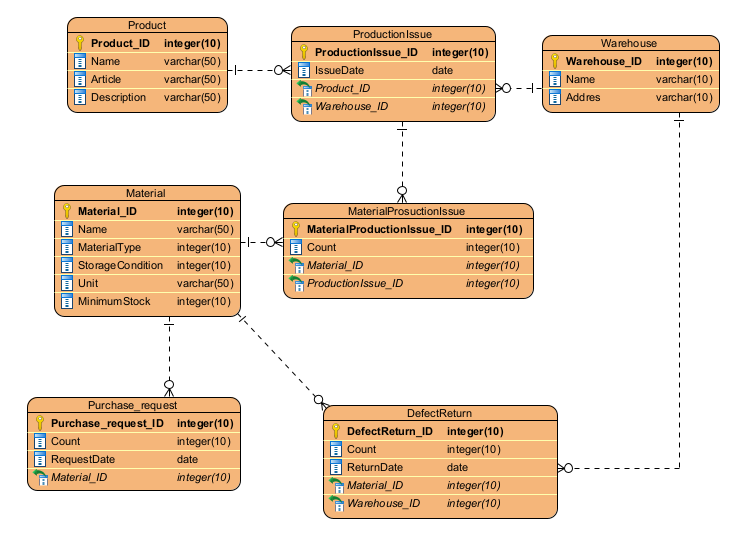 Product
Product_ID integer(10)
Name varchar(50)
Article varchar(50)
Description varchar(50)
ProductionIssue
ProductionIssue_ID integer(10)
IssueDate date
Product_ID integer(10)
Warehouse_ID integer(10)
Warehouse
Warehouse_ID integer(10)
Name varchar(10)
Addres varchar(10)
Material
Material_ID integer(10)
Name varchar(50)
MaterialType integer(10)
StorageCondition integer(10)
Unit varchar(50)
MinimumStock integer(10)
MaterialProsuctionIssue
MaterialProductionIssue_ID integer(10)
Count integer(10)
Material_ID integer(10)
ProductionIssue_ID integer(10)
Purchase_request
Purchase_request_ID integer(10)
Count integer(10)
RequestDate date
Material_ID integer(10)
DefectReturn
DefectReturn_ID integer(10)
Count integer(10)
ReturnDate date
Material_ID integer(10)
Warehouse_ID integer(10)